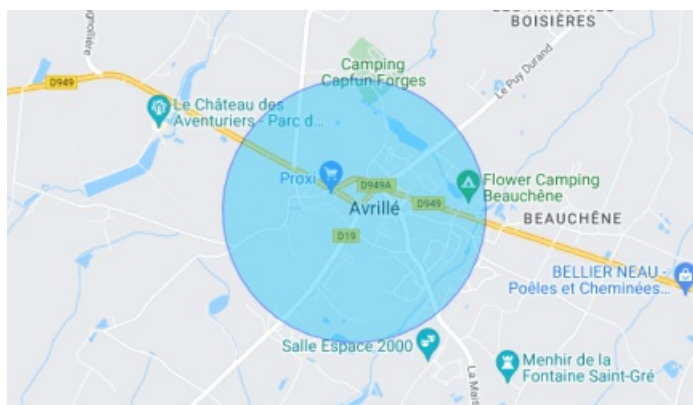 BOISIÈRES
Camping
Capfun Forges
Le Puy Durand
D949
Le Château des
Aventuriers - Parc d...
Proxi
D949A
Flower Camping
Beauchêne
Avrillé
D949
BEAUCHÊNE
D19
BELLIER NEAU -
Poêles et Cheminées...
Salle Espace 2000
Menhir de la
Fontaine Saint-Gré
La Mais